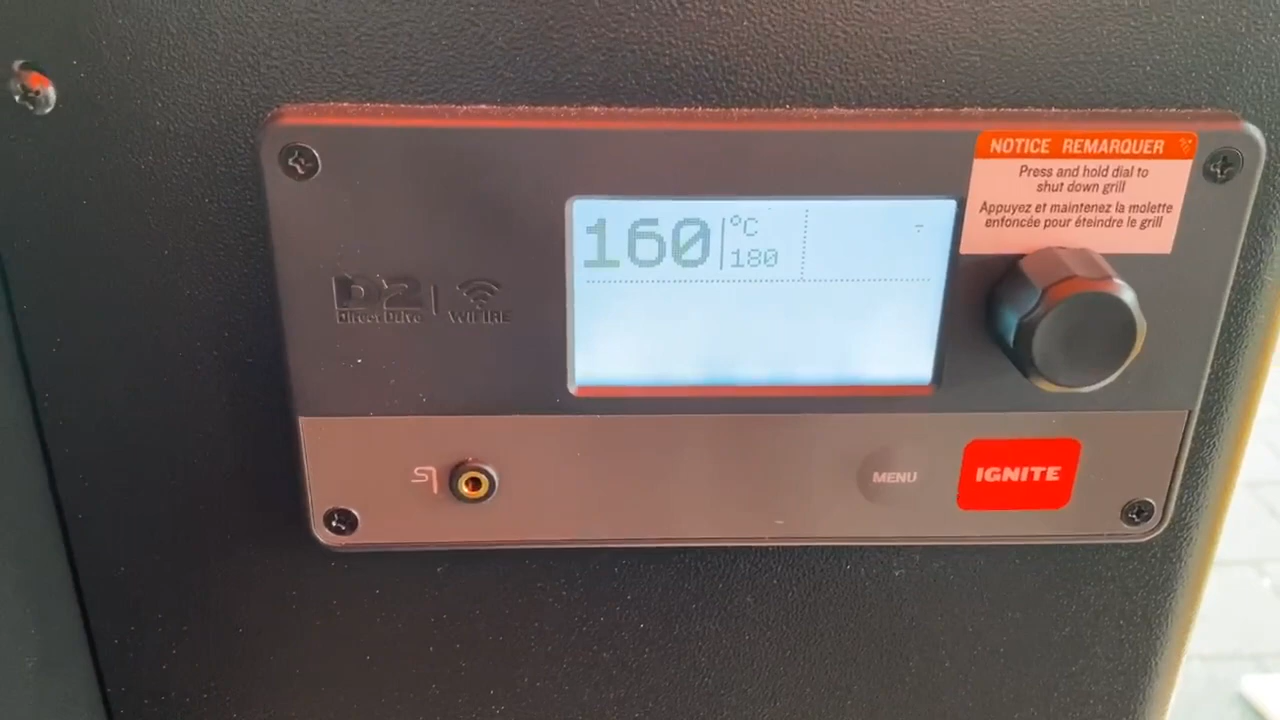 NOTICE REMARQUER
Press and hold dial to
shut down grill
Appuyez et maintenez la molette
enfoncée pour éteindre le grill
160 °C
180
D2 WiFIRE
Direct Drive
MENU
IGNITE